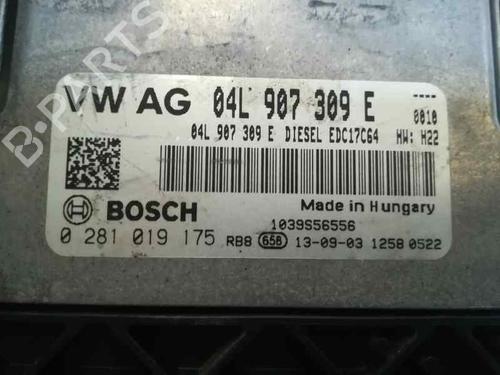 VW AG 04L 907 309 E
----
0010
04L 907 309 E DIESEL EDC17C64 HW: H22
BOSCH
Made in Hungary
1039S56556
0 281 019 175 RB8 656 13-09-03 1258 0522
B-PARTS